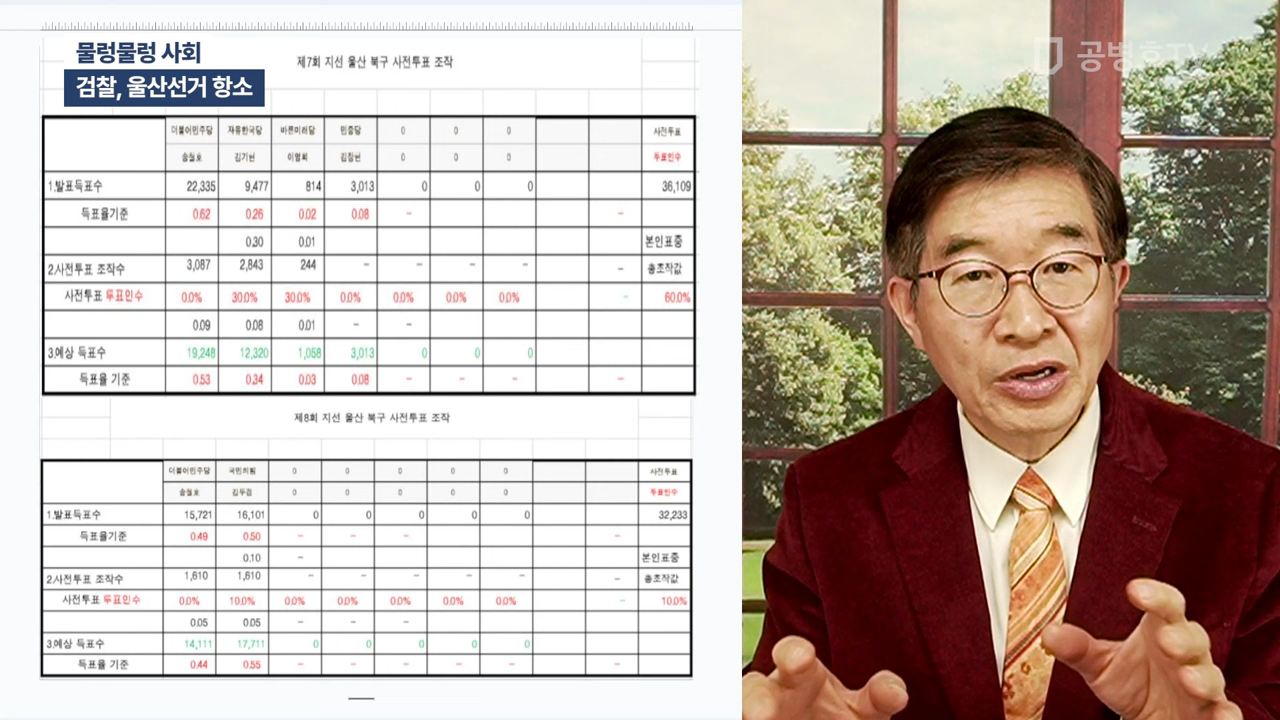 물렁물렁 사회
검찰, 울산선거 항소
공병호TV
제7회 지선 울산 북구 사전투표 조작
더불어민주당 자유한국당 바른미래당 민중당 0 0 0 사전투표
송철호 김기현 이영희 김창현 0 0 0 투표인수
1.발표득표수 22,335 9,477 814 3,013 0 0 0 36,109
득표율기준 0.62 0.26 0.02 0.08 – –
0.30 0.01 본인표중
2.사전투표 조작수 3,087 2,843 244 – – – – – 총조작값
사전투표 투표인수 0.0% 30.0% 30.0% 0.0% 0.0% 0.0% 0.0% – 60.0%
0.09 0.08 0.01 – –
3.예상 득표수 19,248 12,320 1,058 3,013 0 0 0
득표율 기준 0.53 0.34 0.03 0.08 – – – –
제8회 지선 울산 북구 사전투표 조작
더불어민주당 국민의힘 0 0 0 0 0 사전투표
송철호 김두겸 0 0 0 0 0 투표인수
1.발표득표수 15,721 16,101 0 0 0 0 0 32,233
득표율기준 0.49 0.50 – – – –
0.10 – 본인표중
2.사전투표 조작수 1,610 1,610 – – – – – – 총조작값
사전투표 투표인수 0.0% 10.0% 0.0% 0.0% 0.0% 0.0% 0.0% – 10.0%
0.05 0.05 – – –
3.예상 득표수 14,111 17,711 0 0 0 0 0
득표율 기준 0.44 0.55 – – – – – –